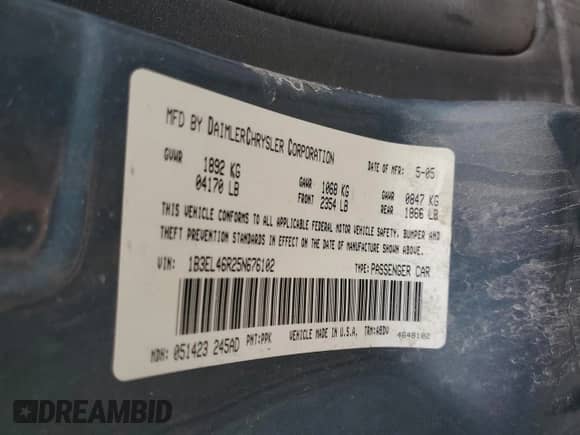 MFD BY DAIMLERCHRYSLER CORPORATION
DATE OF MFR: 5-05
GVWR 1892 KG 04170 LB
GAWR FRONT 1068 KG 2354 LB
GAWR REAR 0847 KG 1866 LB
THIS VEHICLE CONFORMS TO ALL APPLICABLE FEDERAL MOTOR VEHICLE SAFETY, BUMPER AND
THEFT PREVENTION STANDARDS IN EFFECT ON THE DATE OF MANUFACTURE SHOWN ABOVE.
VIN: 1B3EL46R25N676102 TYPE: PASSENGER CAR
MDH: 051423 245AD PNT: PPK VEHICLE MADE IN U.S.A. TRM: ABDV 4648102
DREAMBID